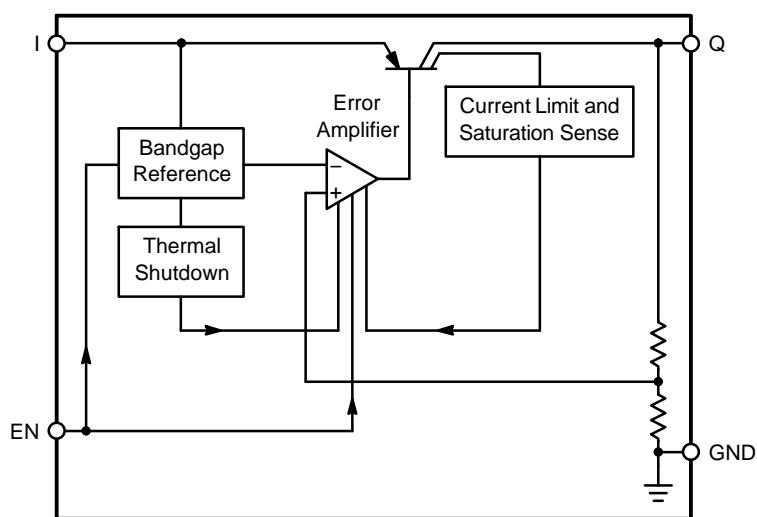 I
Q
Error
Amplifier
Current Limit and
Saturation Sense
Bandgap
Reference
−
+
Thermal
Shutdown
EN
GND